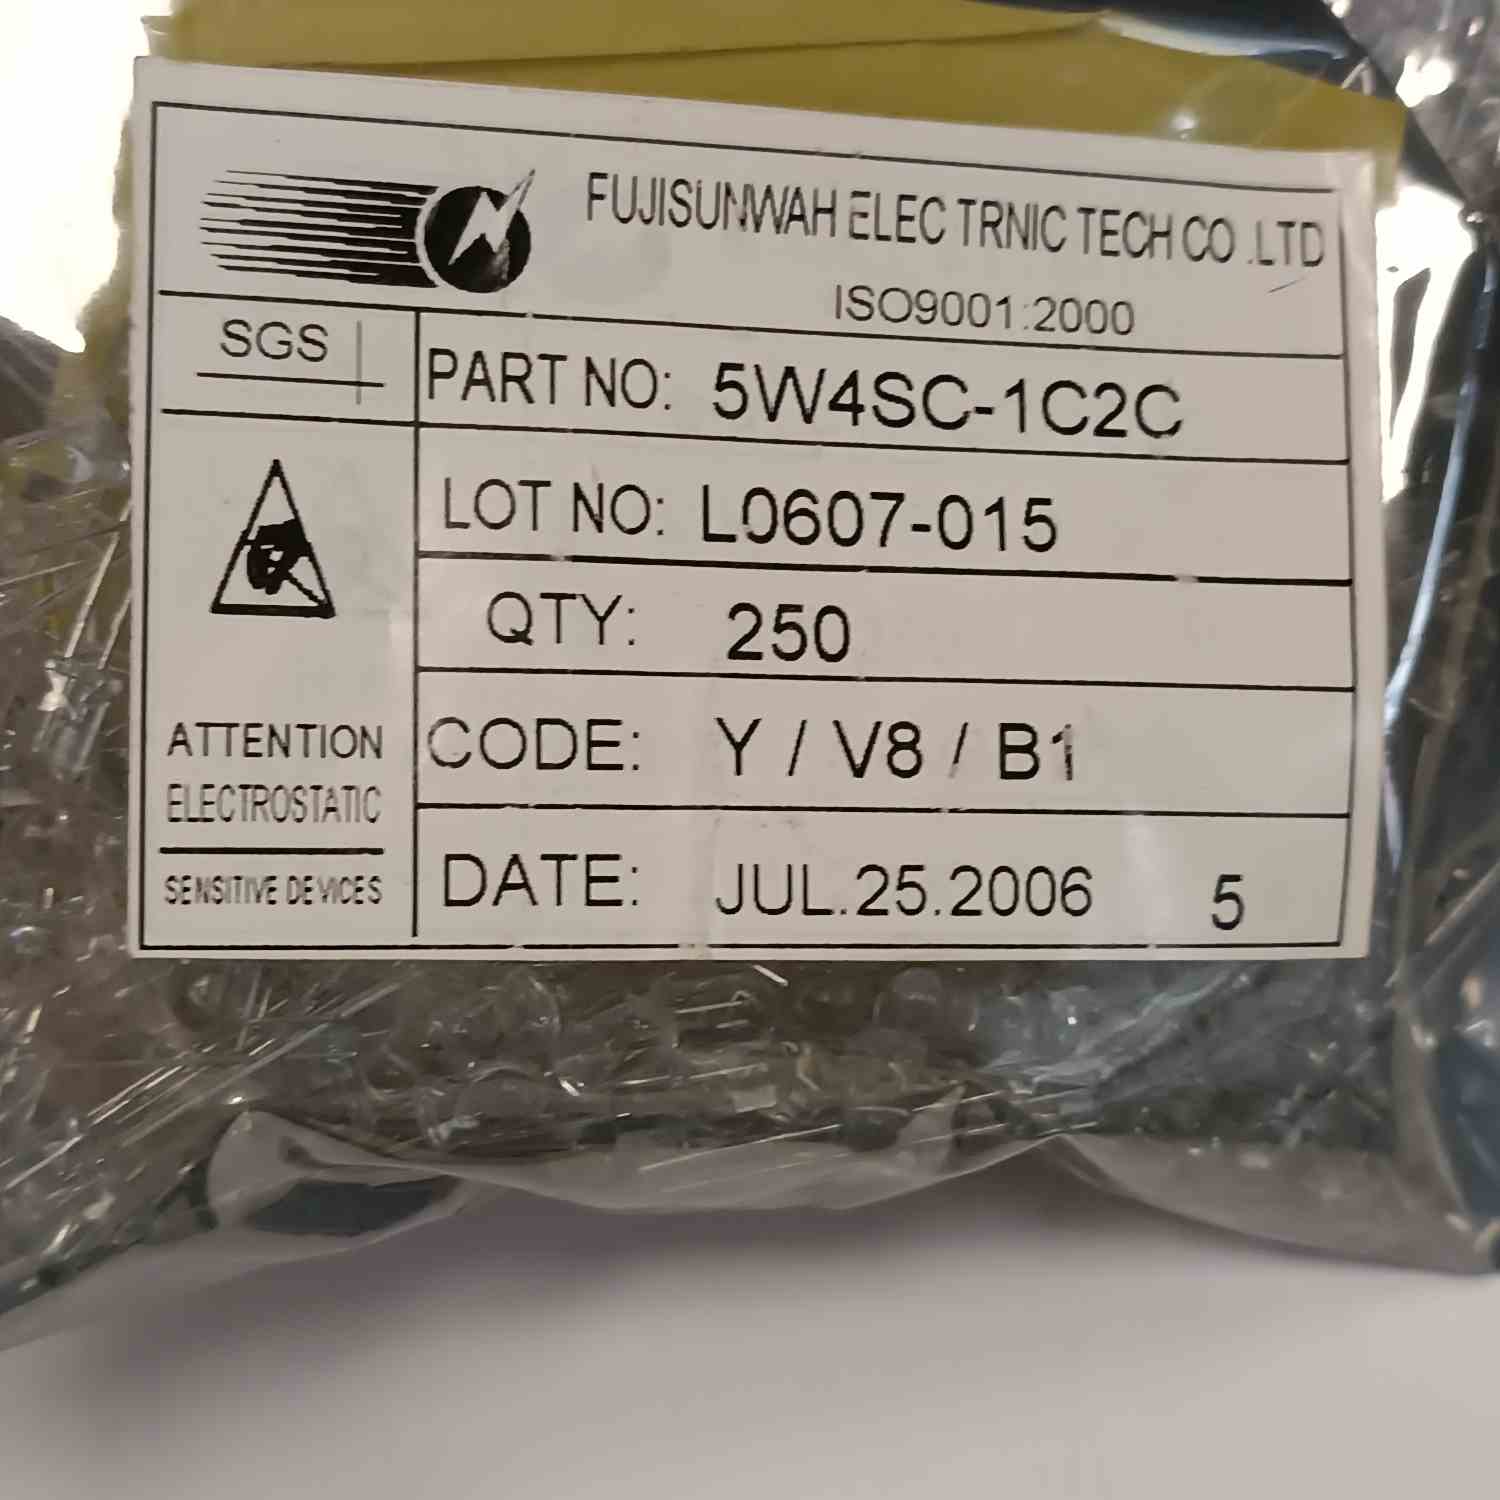 FUJISUNWAH ELEC TRNIC TECH CO .LTD
ISO9001:2000
SGS
PART NO: 5W4SC-1C2C
LOT NO: L0607-015
QTY: 250
CODE: Y / V8 / B1
DATE: JUL.25.2006 5
ATTENTION
ELECTROSTATIC
SENSITIVE DEVICES